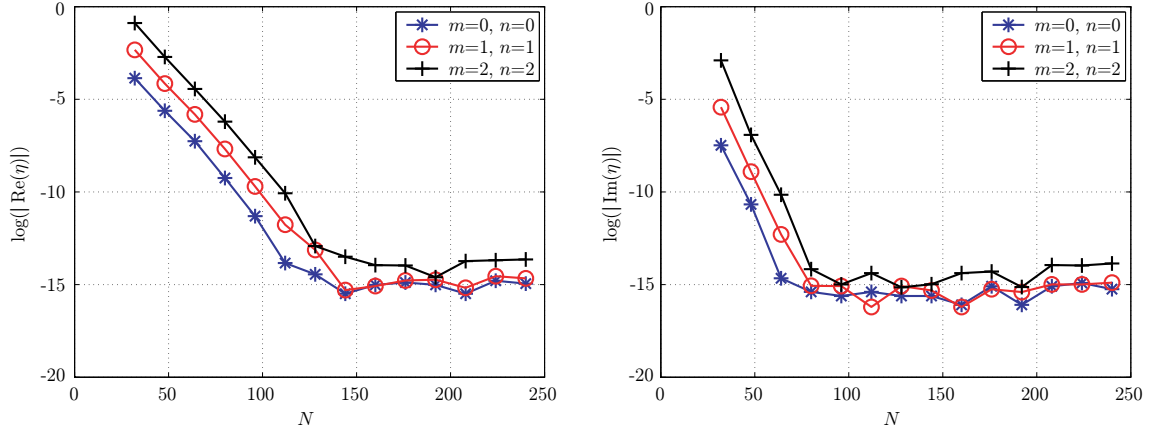 0
-5
-10
-15
-20
log(| Re(η)|)
0 50 100 150 200 250
N
m=0, n=0
m=1, n=1
m=2, n=2
0
-5
-10
-15
-20
log(| Im(η)|)
0 50 100 150 200 250
N
m=0, n=0
m=1, n=1
m=2, n=2